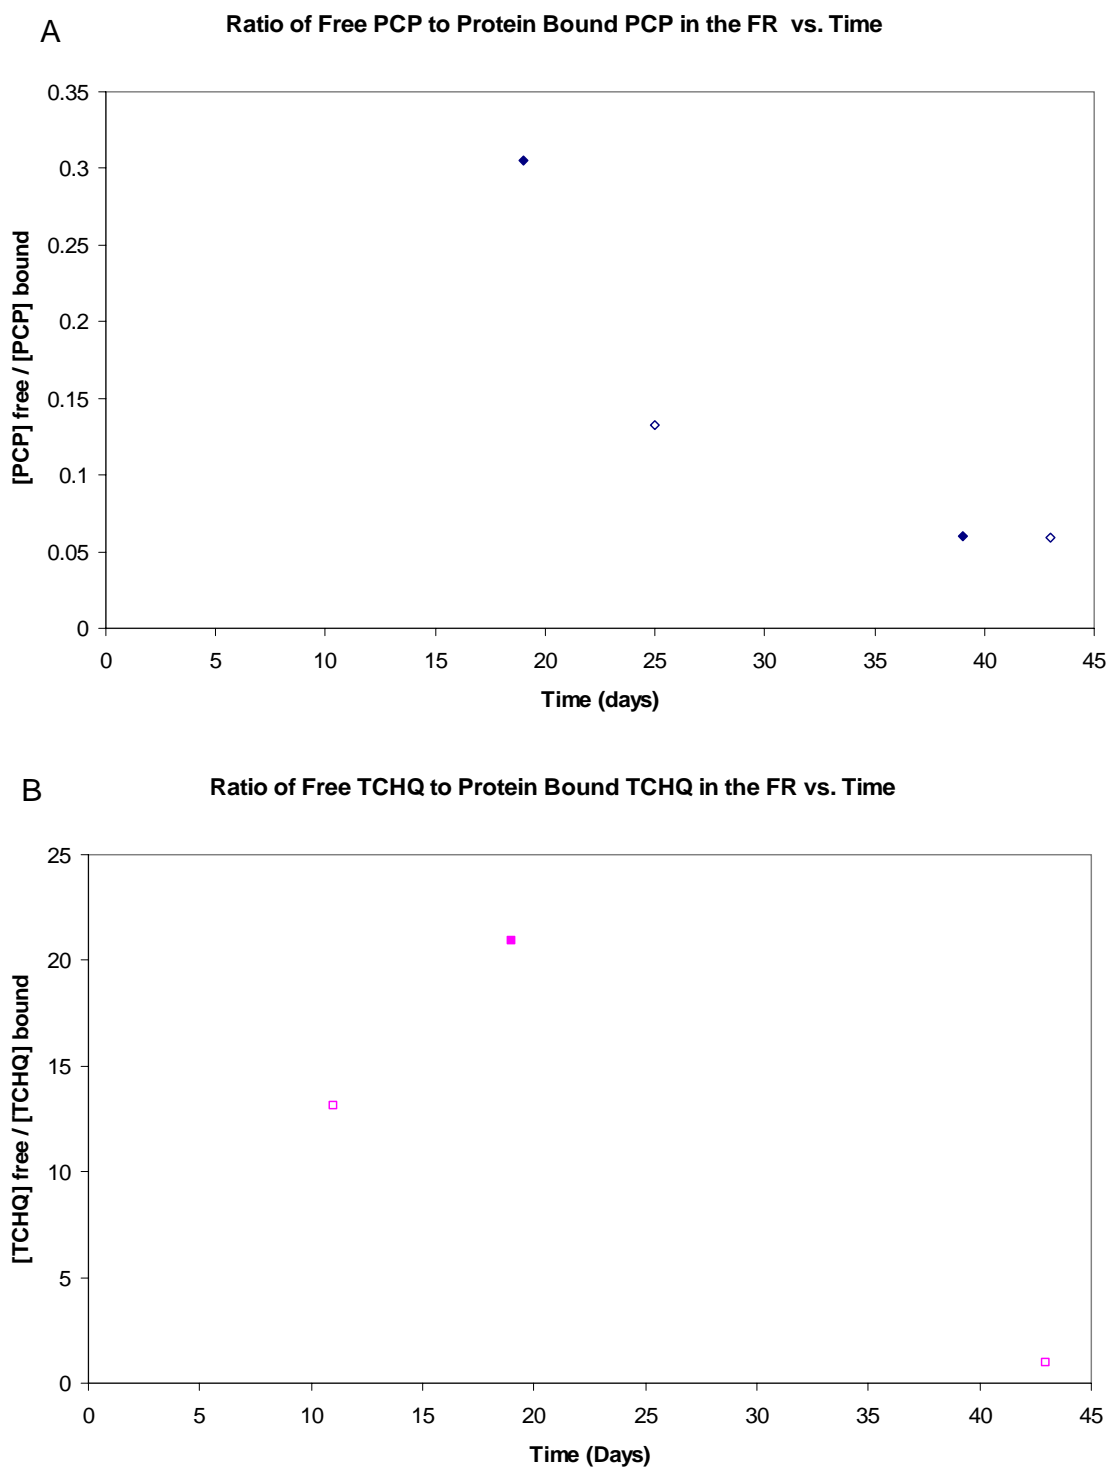 A
Ratio of Free PCP to Protein Bound PCP in the FR vs. Time
[PCP] free / [PCP] bound
0.35
0.3
0.25
0.2
0.15
0.1
0.05
0
0 5 10 15 20 25 30 35 40 45
Time (days)
B
Ratio of Free TCHQ to Protein Bound TCHQ in the FR vs. Time
[TCHQ] free / [TCHQ] bound
25
20
15
10
5
0
0 5 10 15 20 25 30 35 40 45
Time (Days)